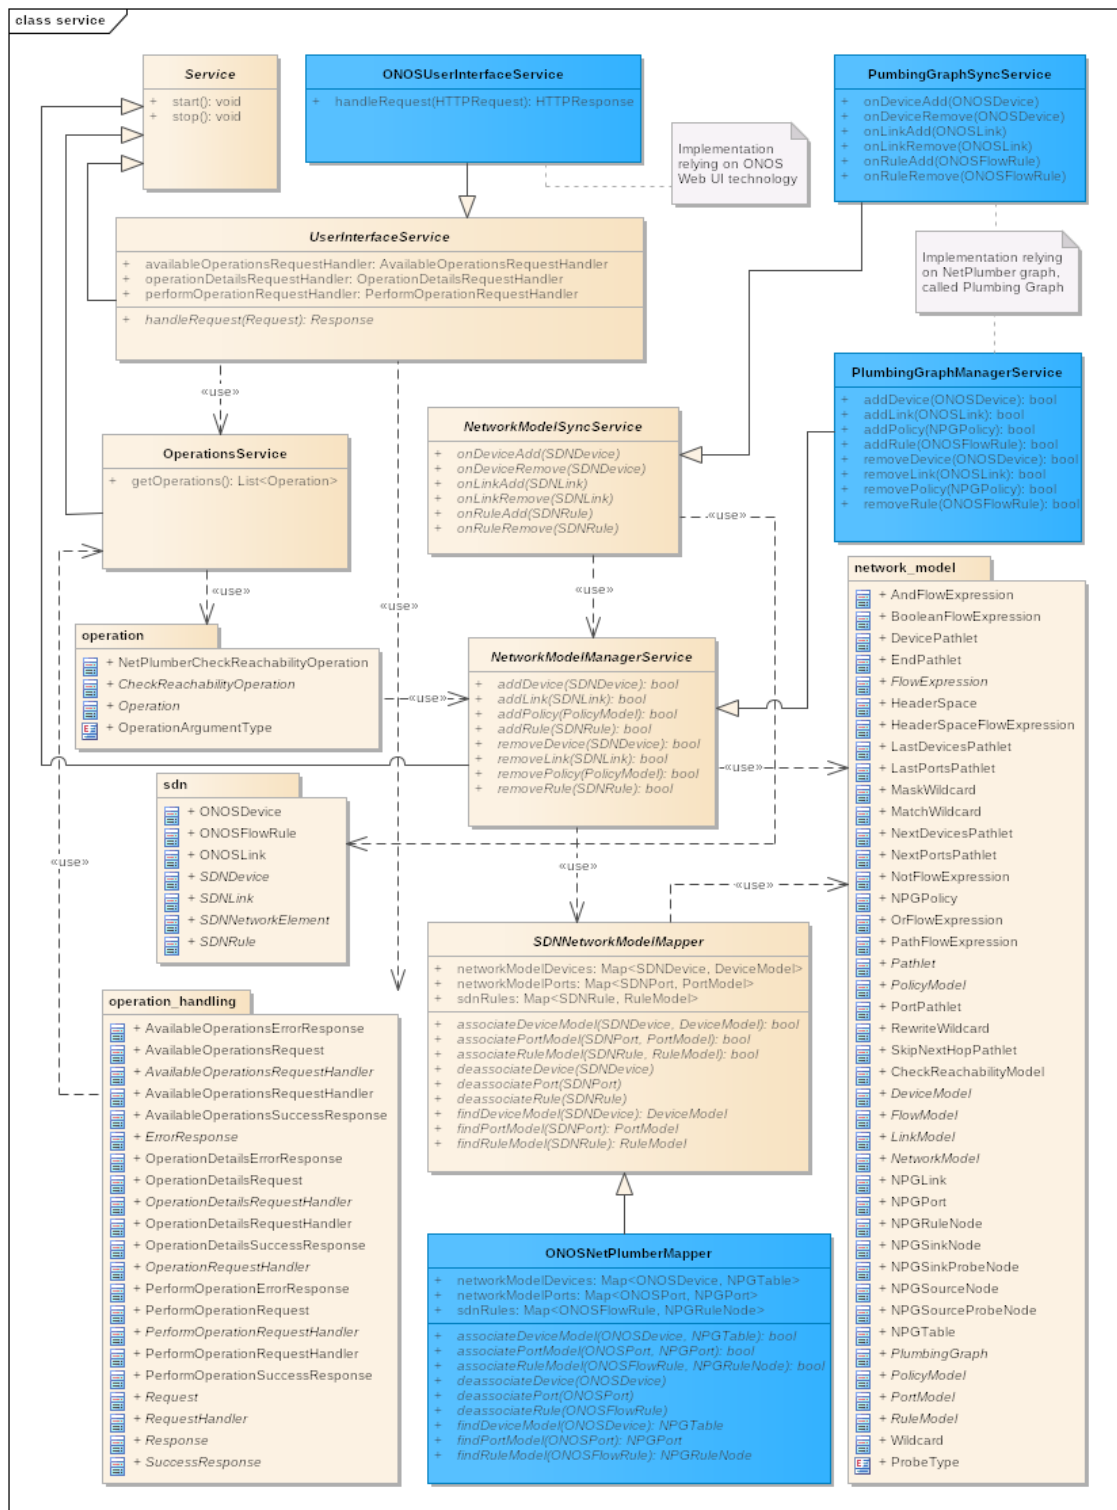 class service
Service
+ start(): void
+ stop(): void
ONOSUserInterfaceService
+ handleRequest(HTTPRequest): HTTPResponse
PumbingGraphSyncService
+ onDeviceAdd(ONOSDevice)
+ onDeviceRemove(ONOSDevice)
+ onLinkAdd(ONOSLink)
+ onLinkRemove(ONOSLink)
+ onRuleAdd(ONOSFlowRule)
+ onRuleRemove(ONOSFlowRule)
Implementation
relying on ONOS
Web UI technology
UserInterfaceService
+ availableOperationsRequestHandler: AvailableOperationsRequestHandler
+ operationDetailsRequestHandler: OperationDetailsRequestHandler
+ performOperationRequestHandler: PerformOperationRequestHandler
+ handleRequest(Request): Response
Implementation relying
on NetPlumber graph,
called Plumbing Graph
PlumbingGraphManagerService
+ addDevice(ONOSDevice): bool
+ addLink(ONOSLink): bool
+ addPolicy(NPGPolicy): bool
+ addRule(ONOSFlowRule): bool
+ removeDevice(ONOSDevice): bool
+ removeLink(ONOSLink): bool
+ removePolicy(NPGPolicy): bool
+ removeRule(ONOSFlowRule): bool
«use»
OperationsService
+ getOperations(): List<Operation>
NetworkModelSyncService
+ onDeviceAdd(SDNDevice)
+ onDeviceRemove(SDNDevice)
+ onLinkAdd(SDNLink)
+ onLinkRemove(SDNLink)
+ onRuleAdd(SDNRule)
+ onRuleRemove(SDNRule)
«use»
«use»
«use»
«use»
operation
+ NetPlumberCheckReachabilityOperation
+ CheckReachabilityOperation
+ Operation
+ OperationArgumentType
«use»
NetworkModelManagerService
+ addDevice(SDNDevice): bool
+ addLink(SDNLink): bool
+ addPolicy(PolicyModel): bool
+ addRule(SDNRule): bool
+ removeDevice(SDNDevice): bool
+ removeLink(SDNLink): bool
+ removePolicy(PolicyModel): bool
+ removeRule(SDNRule): bool
«use»
sdn
+ ONOSDevice
+ ONOSFlowRule
+ ONOSLink
+ SDNDevice
+ SDNLink
+ SDNNetworkElement
+ SDNRule
«use»
«use»
«use»
SDNNetworkModelMapper
+ networkModelDevices: Map<SDNDevice, DeviceModel>
+ networkModelPorts: Map<SDNPort, PortModel>
+ sdnRules: Map<SDNRule, RuleModel>
+ associateDeviceModel(SDNDevice, DeviceModel): bool
+ associatePortModel(SDNPort, PortModel): bool
+ associateRuleModel(SDNRule, RuleModel): bool
+ deassociateDevice(SDNDevice)
+ deassociatePort(SDNPort)
+ deassociateRule(SDNRule)
+ findDeviceModel(SDNDevice): DeviceModel
+ findPortModel(SDNPort): PortModel
+ findRuleModel(SDNRule): RuleModel
operation_handling
+ AvailableOperationsErrorResponse
+ AvailableOperationsRequest
+ AvailableOperationsRequestHandler
+ AvailableOperationsRequestHandler
+ AvailableOperationsSuccessResponse
+ ErrorResponse
+ OperationDetailsErrorResponse
+ OperationDetailsRequest
+ OperationDetailsRequestHandler
+ OperationDetailsRequestHandler
+ OperationDetailsSuccessResponse
+ OperationRequestHandler
+ PerformOperationErrorResponse
+ PerformOperationRequest
+ PerformOperationRequestHandler
+ PerformOperationRequestHandler
+ PerformOperationSuccessResponse
+ Request
+ RequestHandler
+ Response
+ SuccessResponse
ONOSNetPlumberMapper
+ networkModelDevices: Map<ONOSDevice, NPGTable>
+ networkModelPorts: Map<ONOSPort, NPGPort>
+ sdnRules: Map<ONOSFlowRule, NPGRuleNode>
+ associateDeviceModel(ONOSDevice, NPGTable): bool
+ associatePortModel(ONOSPort, NPGPort): bool
+ associateRuleModel(ONOSFlowRule, NPGRuleNode): bool
+ deassociateDevice(ONOSDevice)
+ deassociatePort(ONOSPort)
+ deassociateRule(ONOSFlowRule)
+ findDeviceModel(ONOSDevice): NPGTable
+ findPortModel(ONOSPort): NPGPort
+ findRuleModel(ONOSFlowRule): NPGRuleNode
network_model
+ AndFlowExpression
+ BooleanFlowExpression
+ DevicePathlet
+ EndPathlet
+ FlowExpression
+ HeaderSpace
+ HeaderSpaceFlowExpression
+ LastDevicesPathlet
+ LastPortsPathlet
+ MaskWildcard
+ MatchWildcard
+ NextDevicesPathlet
+ NextPortsPathlet
+ NotFlowExpression
+ NPGPolicy
+ OrFlowExpression
+ PathFlowExpression
+ Pathlet
+ PolicyModel
+ PortPathlet
+ RewriteWildcard
+ SkipNextHopPathlet
+ CheckReachabilityModel
+ DeviceModel
+ FlowModel
+ LinkModel
+ NetworkModel
+ NPGLink
+ NPGPort
+ NPGRuleNode
+ NPGSinkNode
+ NPGSinkProbeNode
+ NPGSourceNode
+ NPGSourceProbeNode
+ NPGTable
+ PlumbingGraph
+ PolicyModel
+ PortModel
+ RuleModel
+ Wildcard
+ ProbeType